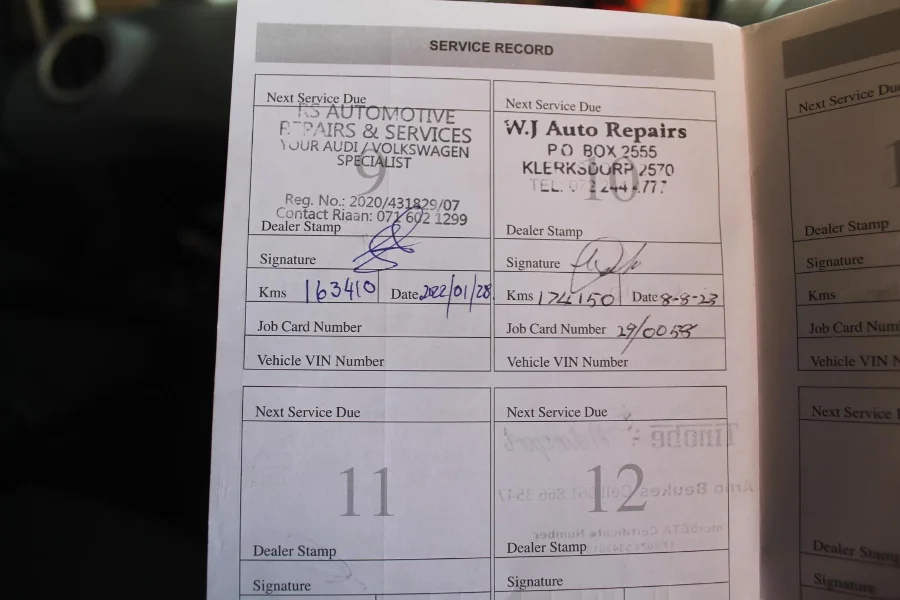 SERVICE RECORD
Next Service Due
RS AUTOMOTIVE
REPAIRS & SERVICES
YOUR AUDI / VOLKSWAGEN
SPECIALIST
9
Reg. No.: 2020/431829/07
Contact Riaan: 071 602 1299
Dealer Stamp
Signature
Kms 163410 Date 2022/01/28
Job Card Number
Vehicle VIN Number
Next Service Due
W.J Auto Repairs
P O BOX 2555
KLERKSDORP 2570
10
TEL:
Dealer Stamp
Signature
Kms 174150 Date 8-8-23
Job Card Number 29/0058
Vehicle VIN Number
Next Service Due
11
Dealer Stamp
Signature
Next Service Due
12
Dealer Stamp
Signature
Next Service Due
Dealer Stamp
Signature
Kms
Job Card
Vehicle VIN
Next Service
Dealer Stamp
Signature